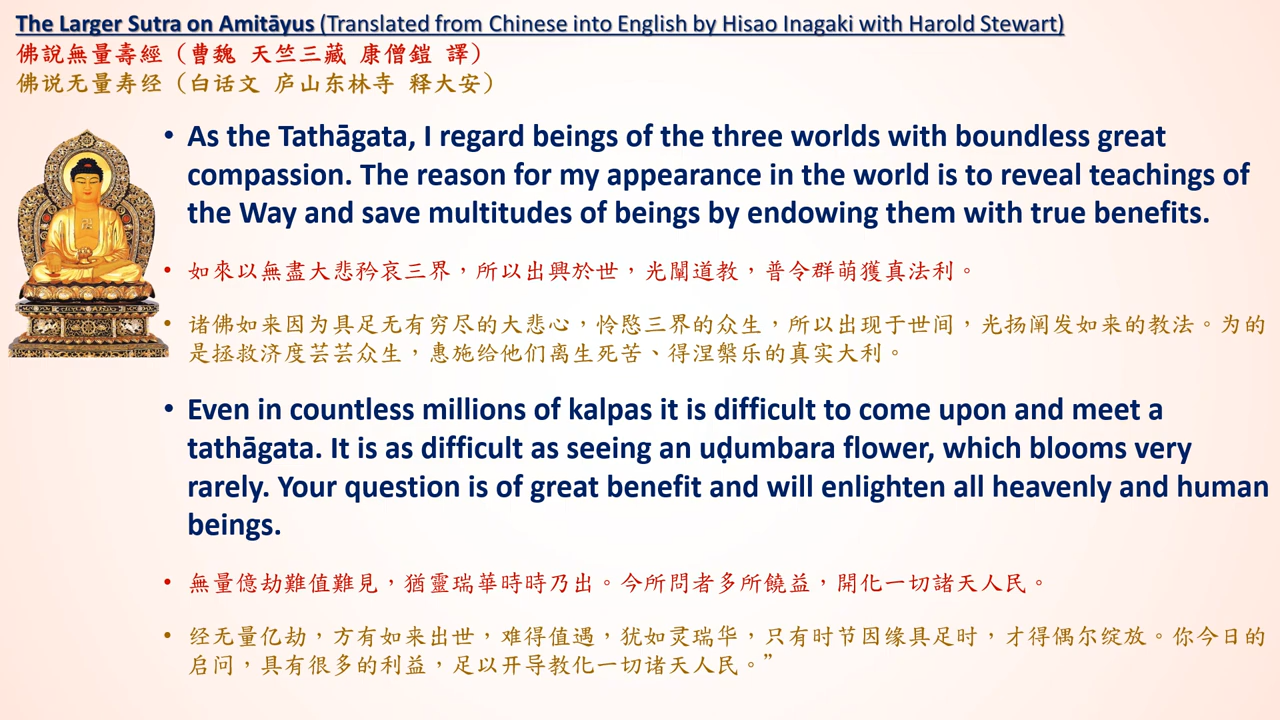 The Larger Sutra on Amitāyus (Translated from Chinese into English by Hisao Inagaki with Harold Stewart)
佛說無量壽經（曹魏 天竺三藏 康僧鎧 譯）
佛说无量寿经（白话文 庐山东林寺 释大安）
• As the Tathāgata, I regard beings of the three worlds with boundless great
compassion. The reason for my appearance in the world is to reveal teachings of
the Way and save multitudes of beings by endowing them with true benefits.
• 如來以無盡大悲矜哀三界，所以出興於世，光闡道教，普令群萌獲真法利。
• 诸佛如来因为具足无有穷尽的大悲心，怜愍三界的众生，所以出现于世间，光扬阐发如来的教法。为的
是拯救济度芸芸众生，惠施给他们离生死苦、得涅槃乐的真实大利。
• Even in countless millions of kalpas it is difficult to come upon and meet a
tathāgata. It is as difficult as seeing an uḍumbara flower, which blooms very
rarely. Your question is of great benefit and will enlighten all heavenly and human
beings.
• 無量億劫難值難見，猶靈瑞華時時乃出。今所問者多所饒益，開化一切諸天人民。
• 经无量亿劫，方有如来出世，难得值遇，犹如灵瑞华，只有时节因缘具足时，才得偶尔绽放。你今日的
启问，具有很多的利益，足以开导教化一切诸天人民。”